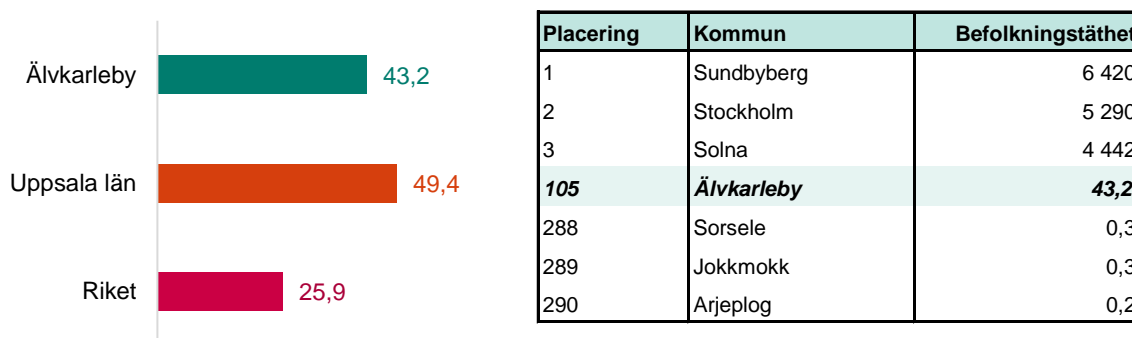 Älvkarleby 43,2
Uppsala län 49,4
Riket 25,9
Placering Kommun Befolkningstäthet
1 Sundbyberg 6 420
2 Stockholm 5 290
3 Solna 4 442
105 Älvkarleby 43,2
288 Sorsele 0,3
289 Jokkmokk 0,3
290 Arjeplog 0,2